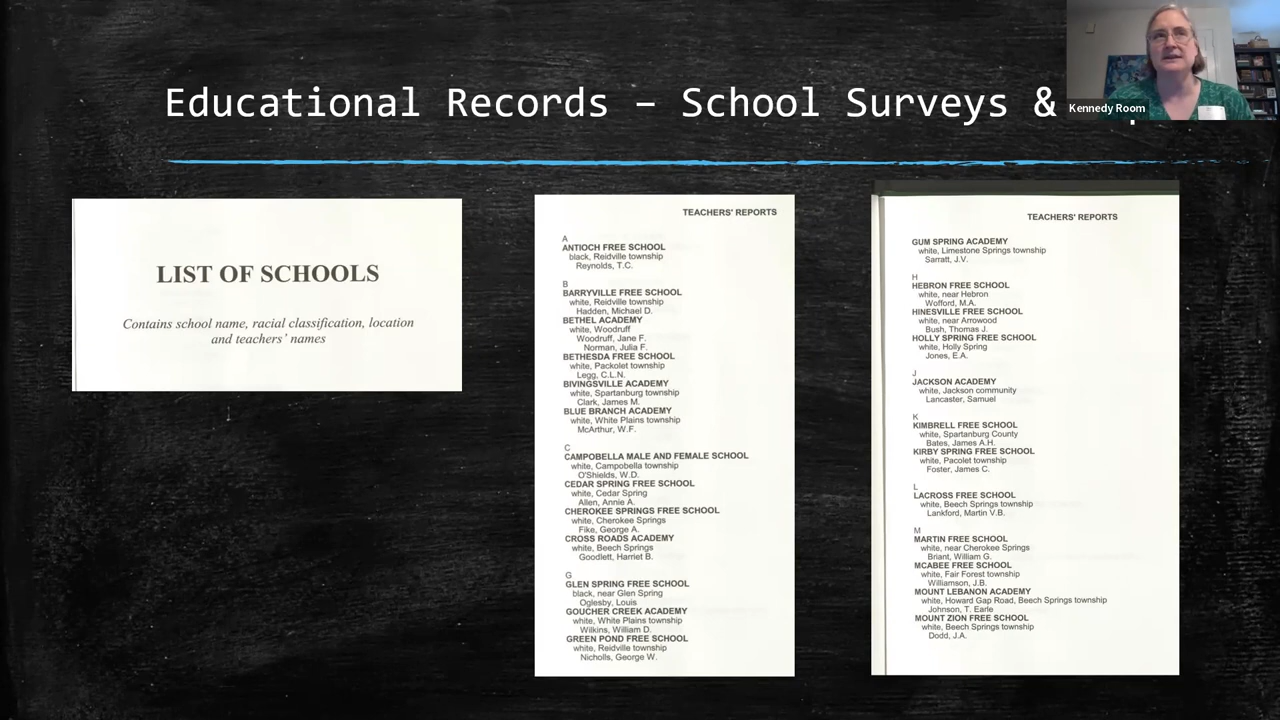 Educational Records – School Surveys &
Kennedy Room
LIST OF SCHOOLS
Contains school name, racial classification, location
and teachers' names
TEACHERS' REPORTS
A
ANTIOCH FREE SCHOOL
black, Reidville township
Reynolds, T.C.
B
BARRYVILLE FREE SCHOOL
white, Reidville township
Hadden, Michael D.
BETHEL ACADEMY
white, Woodruff
Woodruff, Jane F.
Norman, Julia F.
BETHESDA FREE SCHOOL
white, Packolet township
Legg, C.L.N.
BIVINGSVILLE ACADEMY
white, Spartanburg township
Clark, James M.
BLUE BRANCH ACADEMY
white, White Plains township
McArthur, W.F.
C
CAMPOBELLA MALE AND FEMALE SCHOOL
white, Campobella township
O'Shields, W.D.
CEDAR SPRING FREE SCHOOL
white, Cedar Spring
Allen, Annie A.
CHEROKEE SPRINGS FREE SCHOOL
white, Cherokee Springs
Fike, George A.
CROSS ROADS ACADEMY
white, Beech Springs
Goodlett, Harriet B.
G
GLEN SPRING FREE SCHOOL
black, near Glen Spring
Oglesby, Louis
GOUCHER CREEK ACADEMY
white, White Plains township
Wilkins, William D.
GREEN POND FREE SCHOOL
white, Reidville township
Nicholls, George W.
TEACHERS' REPORTS
GUM SPRING ACADEMY
white, Limestone Springs township
Sarratt, J.V.
H
HEBRON FREE SCHOOL
white, near Hebron
Wofford, M.A.
HINESVILLE FREE SCHOOL
white, near Arrowood
Bush, Thomas J.
HOLLY SPRING FREE SCHOOL
white, Holly Spring
Jones, E.A.
J
JACKSON ACADEMY
white, Jackson community
Lancaster, Samuel
K
KIMBRELL FREE SCHOOL
white, Spartanburg County
Bates, James A.H.
KIRBY SPRING FREE SCHOOL
white, Pacolet township
Foster, James C.
L
LACROSS FREE SCHOOL
white, Beech Springs township
Lankford, Martin V.B.
M
MARTIN FREE SCHOOL
white, near Cherokee Springs
Briant, William G.
MCABEE FREE SCHOOL
white, Fair Forest township
Williamson, J.B.
MOUNT LEBANON ACADEMY
white, Howard Gap Road, Beech Springs township
Johnson, T. Earle
MOUNT ZION FREE SCHOOL
white, Beech Springs township
Dodd, J.A.